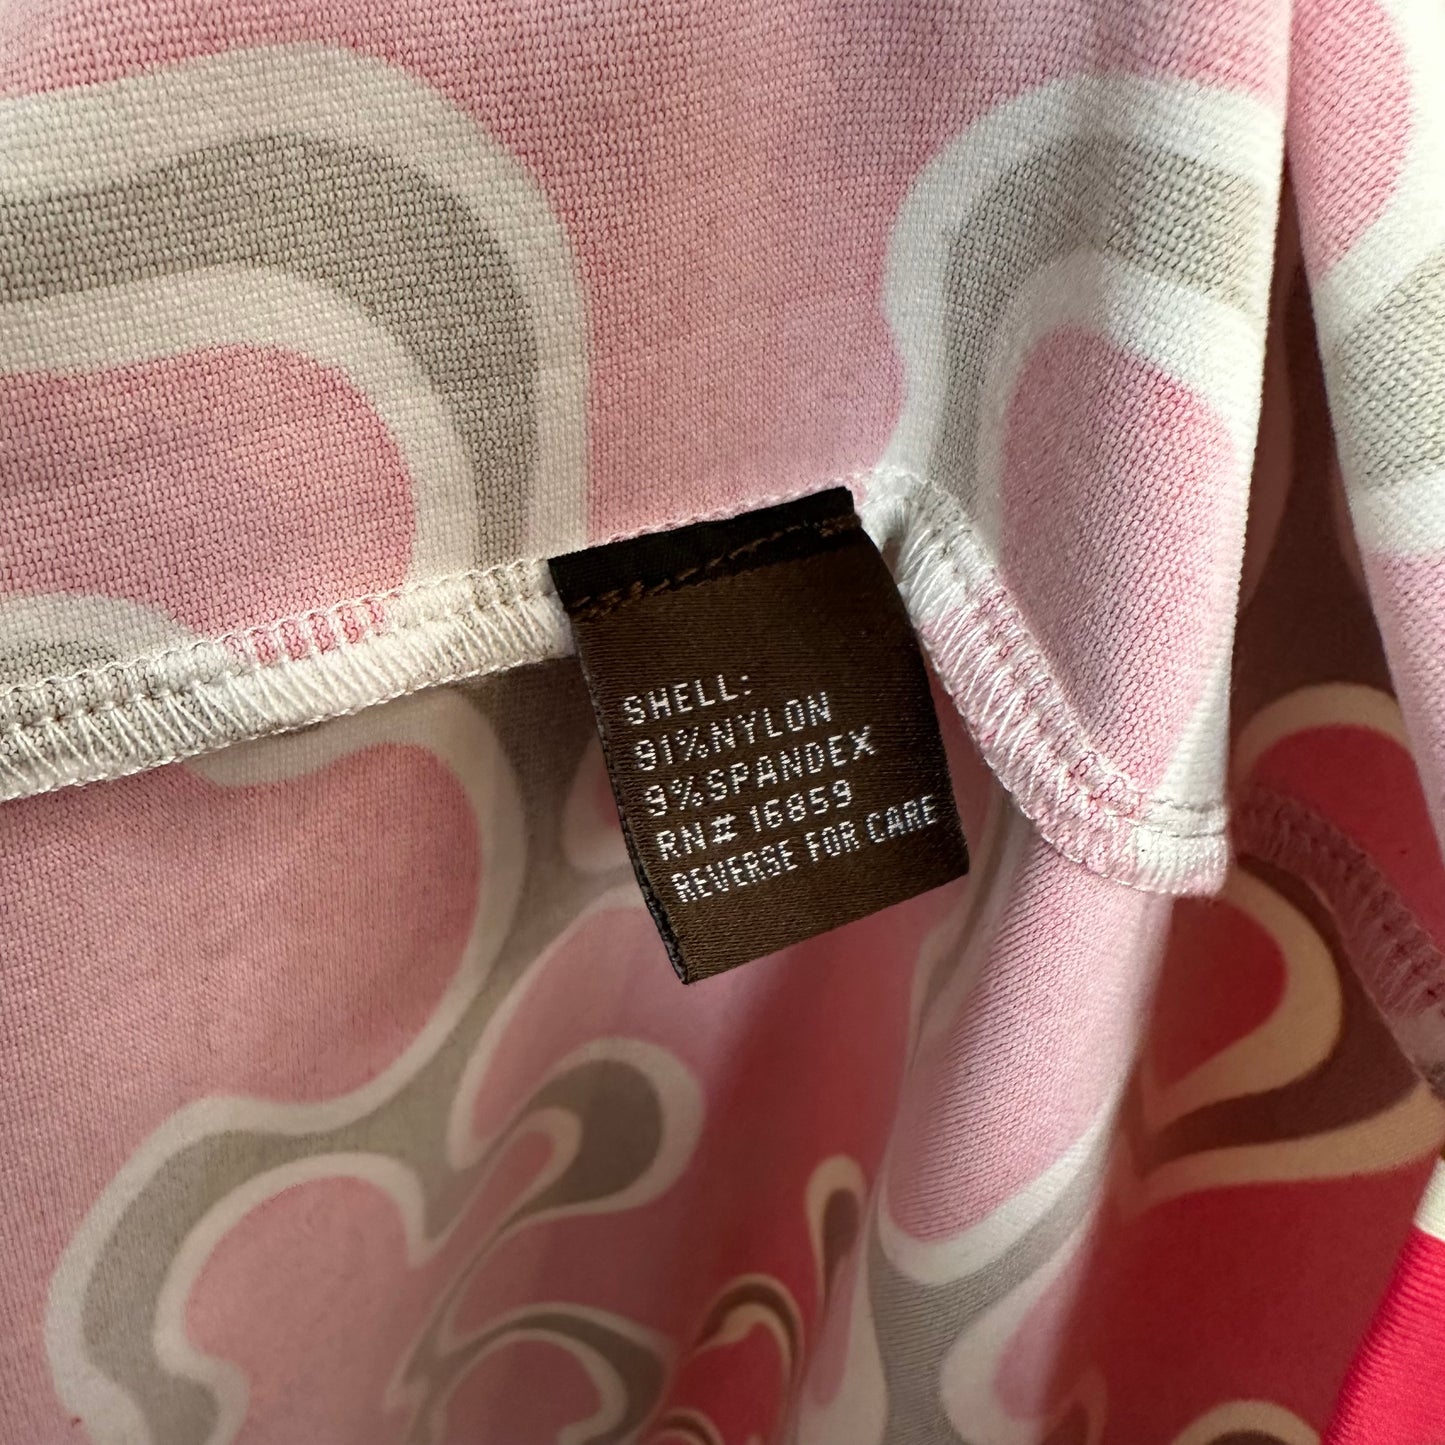 SHELL:
91%NYLON
9%SPANDEX
RN# 16859
REVERSE FOR CARE